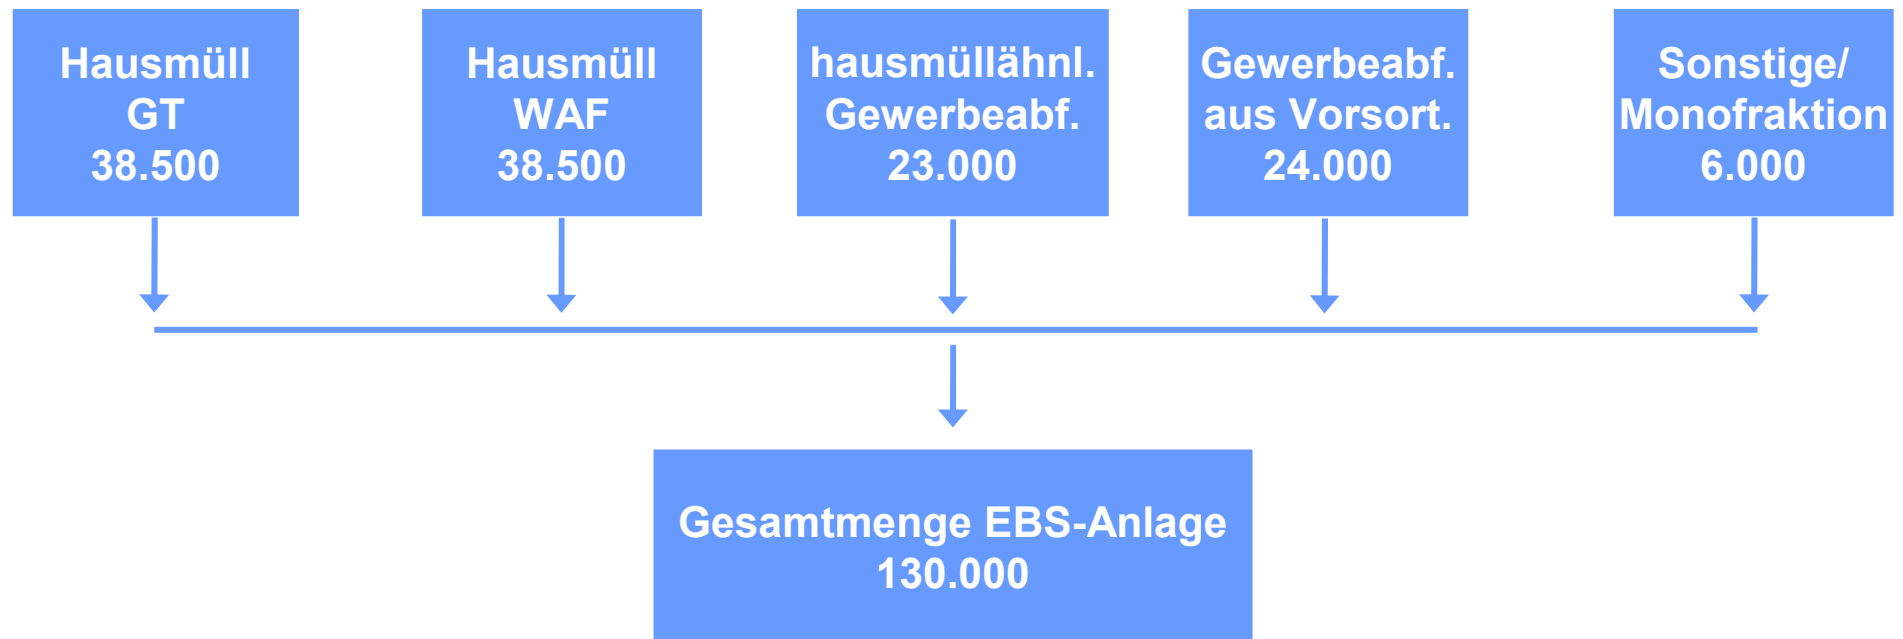 Hausmüll
GT
38.500
Hausmüll
WAF
38.500
hausmüllähnl.
Gewerbeabf.
23.000
Gewerbeabf.
aus Vorsort.
24.000
Sonstige/
Monofraktion
6.000
Gesamtmenge EBS-Anlage
130.000